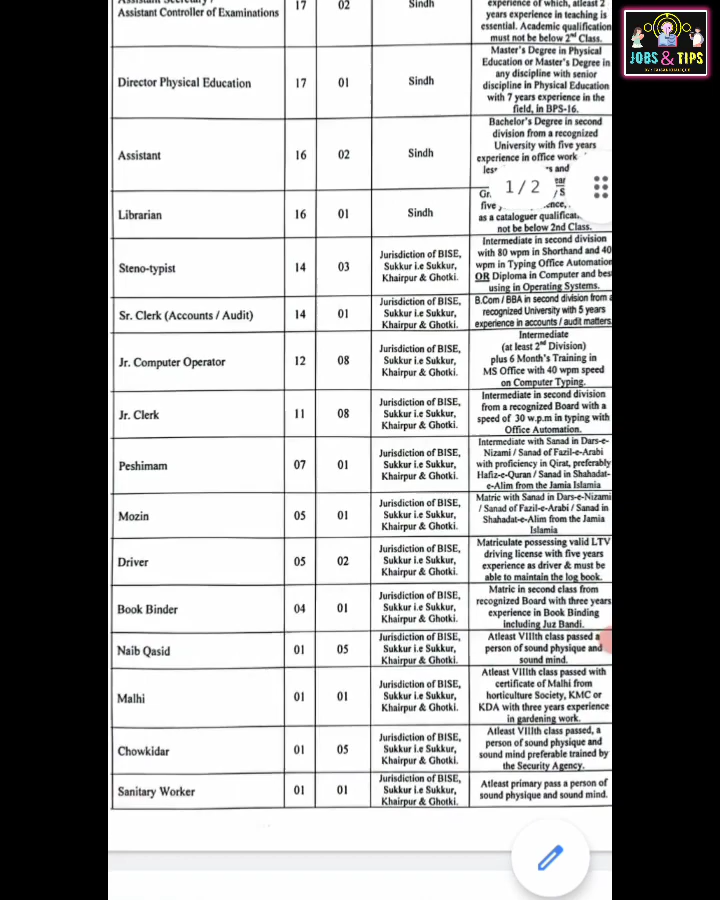 Assistant Controller of Examinations 17 02 Sindh
experience of which, atleast 2
years experience in teaching is
essential. Academic qualification
must not be below 2nd Class.
Director Physical Education 17 01 Sindh
Master's Degree in Physical
Education or Master's Degree in
any discipline with senior
discipline in Physical Education
with 7 years experience in the
field, in BPS-16.
Assistant 16 02 Sindh
Bachelor's Degree in second
division from a recognized
University with five years
experience in office work
and
Librarian 16 01 Sindh
five
as a cataloguer
not be below 2nd Class.
Steno-typist 14 03
Jurisdiction of BISE,
Sukkur i.e Sukkur,
Khairpur & Ghotki.
Intermediate in second division
with 80 wpm in Shorthand and 40
wpm in Typing Office Automation
OR Diploma in Computer and
using in Operating Systems.
Sr. Clerk (Accounts / Audit) 14 01
Jurisdiction of BISE,
Sukkur i.e Sukkur,
Khairpur & Ghotki.
B.Com / BBA in second division from
recognized University with 5 years
experience in accounts / audit matters
Jr. Computer Operator 12 08
Jurisdiction of BISE,
Sukkur i.e Sukkur,
Khairpur & Ghotki.
Intermediate
(at least 2nd Division)
plus 6 Month's Training in
MS Office with 40 wpm speed
on Computer Typing.
Jr. Clerk 11 08
Jurisdiction of BISE,
Sukkur i.e Sukkur,
Khairpur & Ghotki.
Intermediate in second division
from a recognized Board with a
speed of 30 w.p.m in typing with
Office Automation.
Peshimam 07 01
Jurisdiction of BISE,
Sukkur i.e Sukkur,
Khairpur & Ghotki.
Intermediate with Sanad in Dars-e-
Nizami / Sanad of Fazil-e-Arabi
with proficiency in Qirat, preferably
Hafiz-e-Quran / Sanad in Shahadat-
e-Alim from the Jamia Islamia
Mozin 05 01
Jurisdiction of BISE,
Sukkur i.e Sukkur,
Khairpur & Ghotki.
Matric with Sanad in Dars-e-Nizami
/ Sanad of Fazil-e-Arabi / Sanad in
Shahadat-e-Alim from the Jamia
Islamia
Driver 05 02
Jurisdiction of BISE,
Sukkur i.e Sukkur,
Khairpur & Ghotki.
Matriculate possessing valid LTV
driving license with five years
experience as driver & must be
able to maintain the log book.
Book Binder 04 01
Jurisdiction of BISE,
Sukkur i.e Sukkur,
Khairpur & Ghotki.
Matric in second class from
recognized Board with three years
experience in Book Binding
including Juz Bandi.
Naib Qasid 01 05
Jurisdiction of BISE,
Sukkur i.e Sukkur,
Khairpur & Ghotki.
Atleast VIIIth class passed a
person of sound physique and
sound mind.
Malhi 01 01
Jurisdiction of BISE,
Sukkur i.e Sukkur,
Khairpur & Ghotki.
Atleast VIIIth class passed with
certificate of Malhi from
horticulture Society, KMC or
KDA with three years experience
in gardening work.
Chowkidar 01 05
Jurisdiction of BISE,
Sukkur i.e Sukkur,
Khairpur & Ghotki.
Atleast VIIIth class passed, a
person of sound physique and
sound mind preferable trained by
the Security Agency.
Sanitary Worker 01 01
Jurisdiction of BISE,
Sukkur i.e Sukkur,
Khairpur & Ghotki.
Atleast primary pass a person of
sound physique and sound mind.
1 / 2
JOBS & TIPS